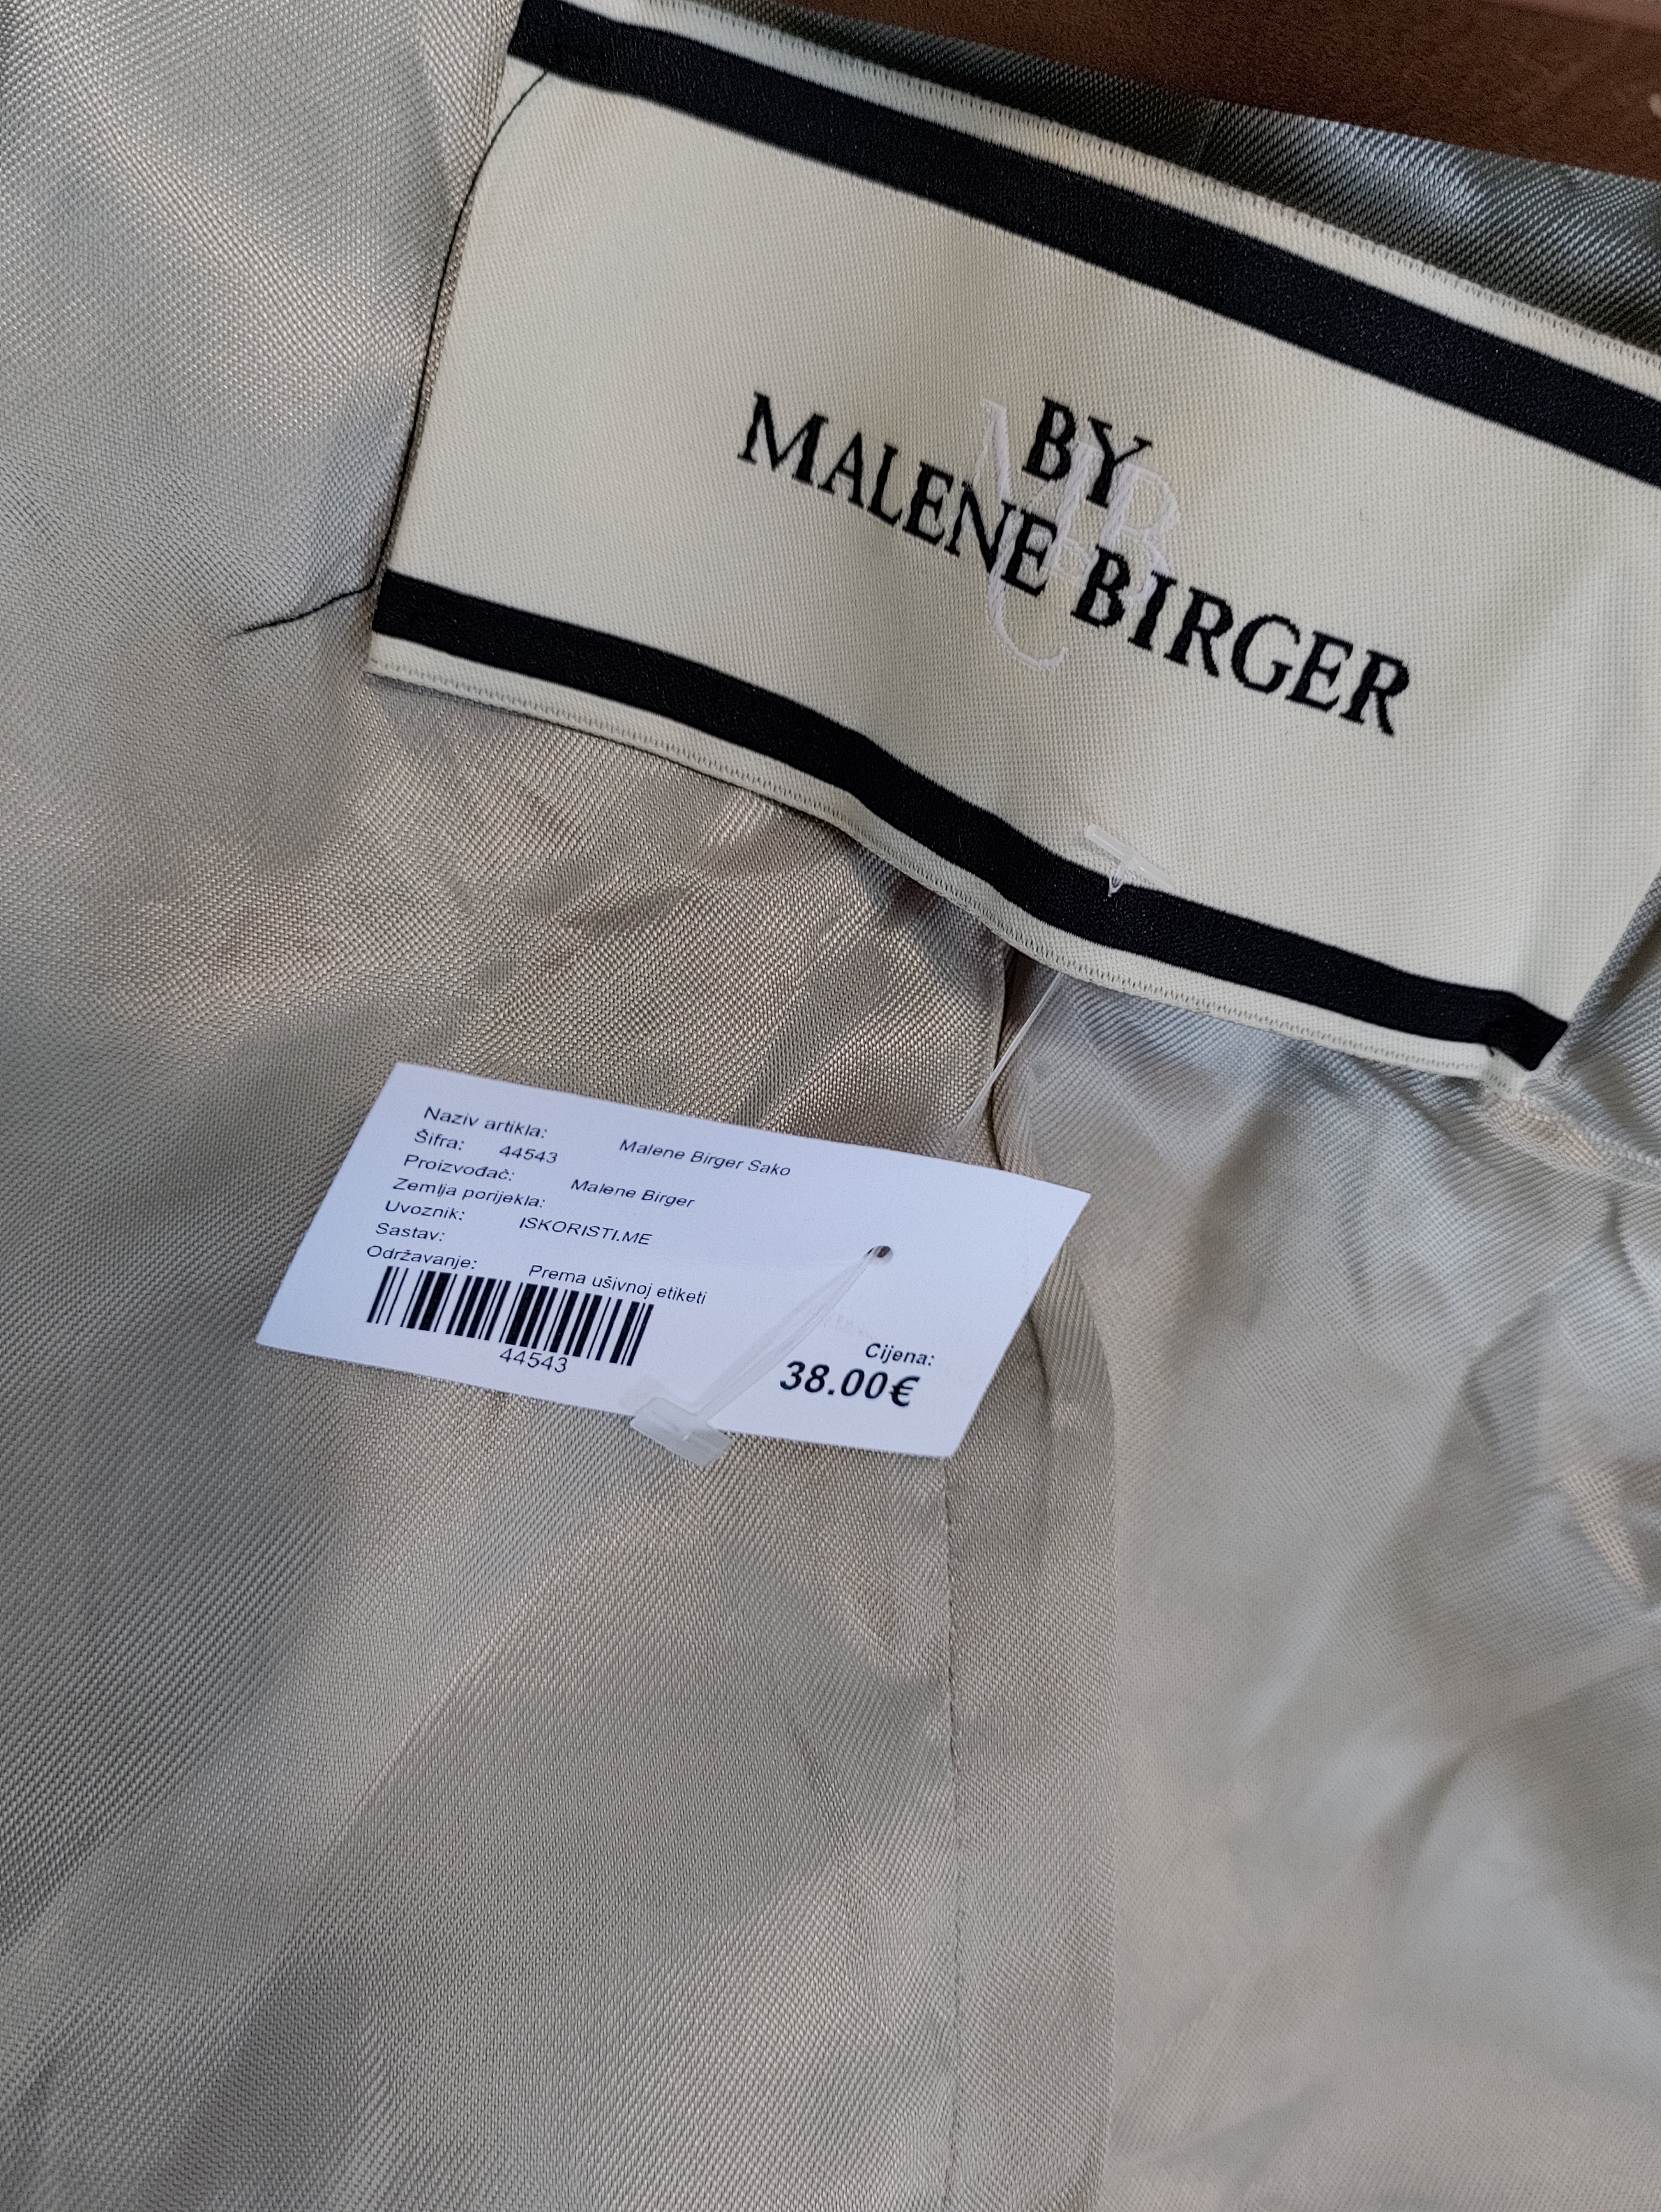 BY
MALENE BIRGER
Naziv artikla: Malene Birger Sako
Šifra: 44543
Proizvođač: Malene Birger
Zemlja porijekla:
Uvoznik: ISKORISTI.ME
Sastav:
Održavanje: Prema ušivnoj etiketi
44543
Cijena:
38.00€